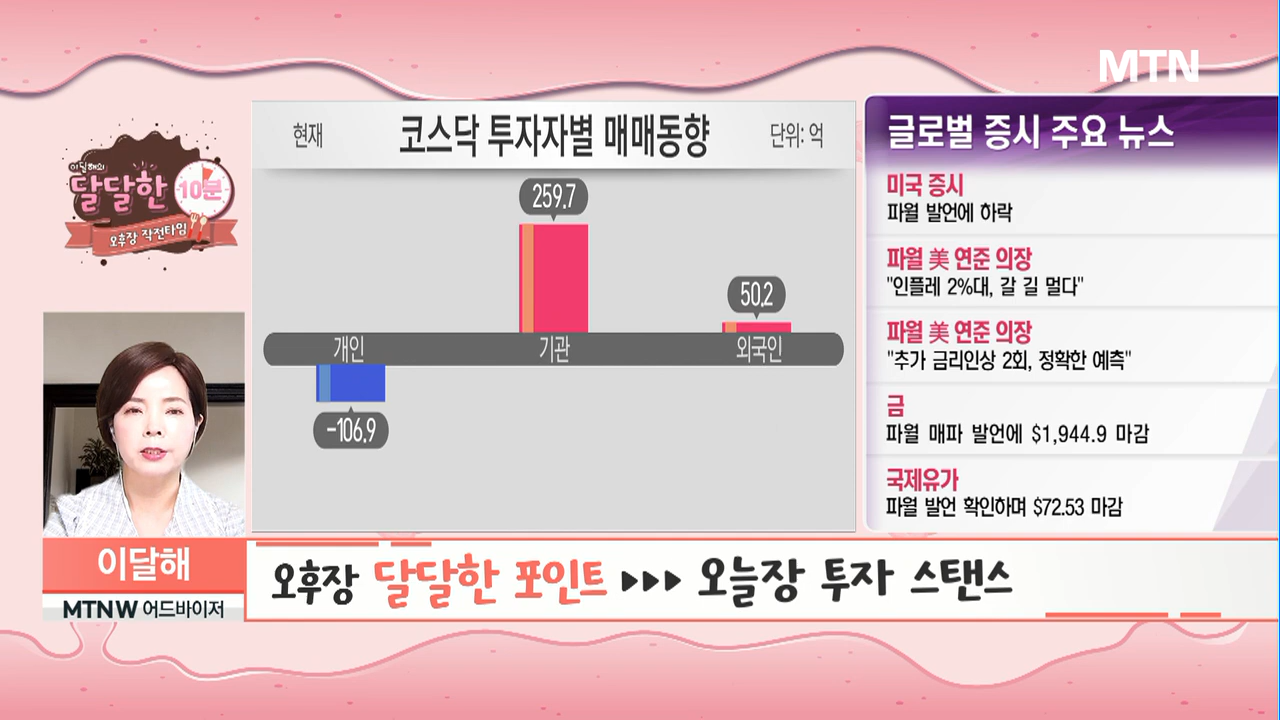 MTN
이달해의
달달한 10분
오후장 작전타임
현재
코스닥 투자자별 매매동향
단위: 억
259.7
50.2
개인
기관
외국인
-106.9
글로벌 증시 주요 뉴스
미국 증시
파월 발언에 하락
파월 美 연준 의장
"인플레 2%대, 갈 길 멀다"
파월 美 연준 의장
"추가 금리인상 2회, 정확한 예측"
금
파월 매파 발언에 $1,944.9 마감
국제유가
파월 발언 확인하며 $72.53 마감
이달해
MTNW 어드바이저
오후장 달달한 포인트 ▶▶▶ 오늘장 투자 스탠스